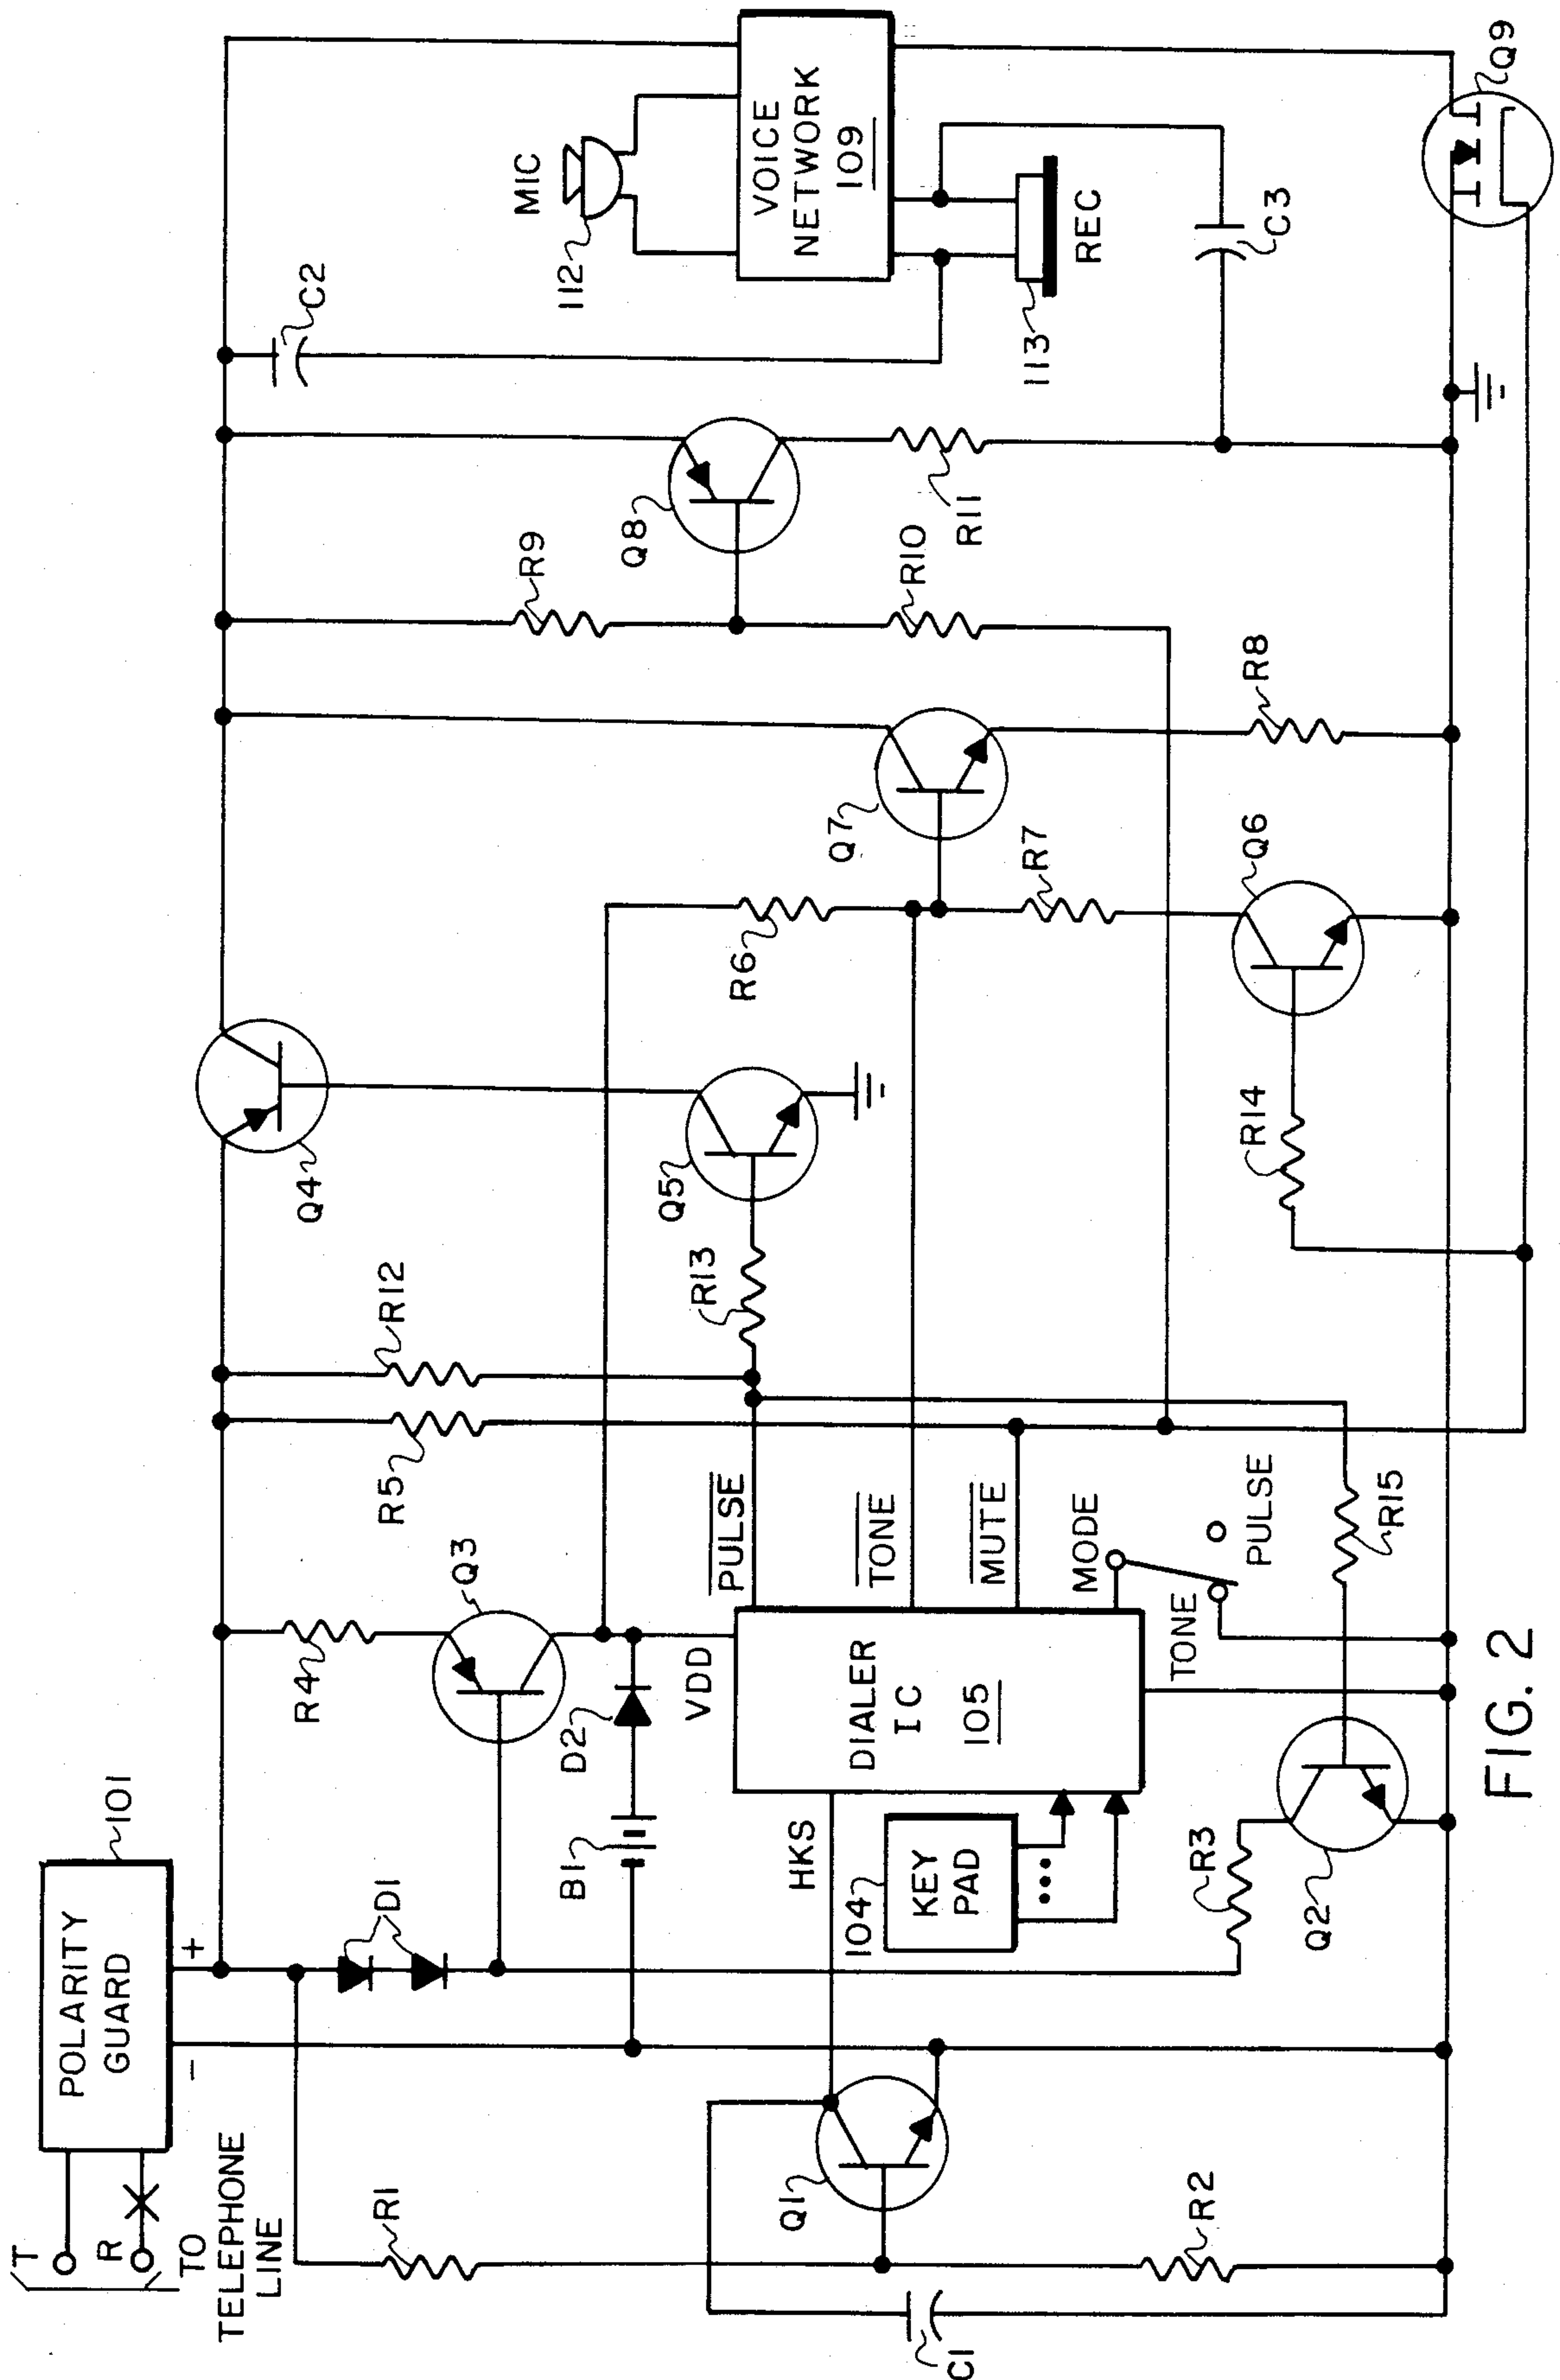 T
R
TO
TELEPHONE
LINE
POLARITY
GUARD
101
-
+
R1
D1
R4
Q3
R5
R12
Q4
R9
Q8
C2
MIC
112
VOICE
NETWORK
109
REC
113
C3
Q9
Q1
C1
R2
B1
D2
VDD
HKS
DIALER
IC
105
104
KEY
PAD
PULSE
TONE
MUTE
MODE
TONE
PULSE
R13
Q5
R6
Q7
R7
R8
R10
R11
R14
Q6
R15
R3
Q2
FIG. 2